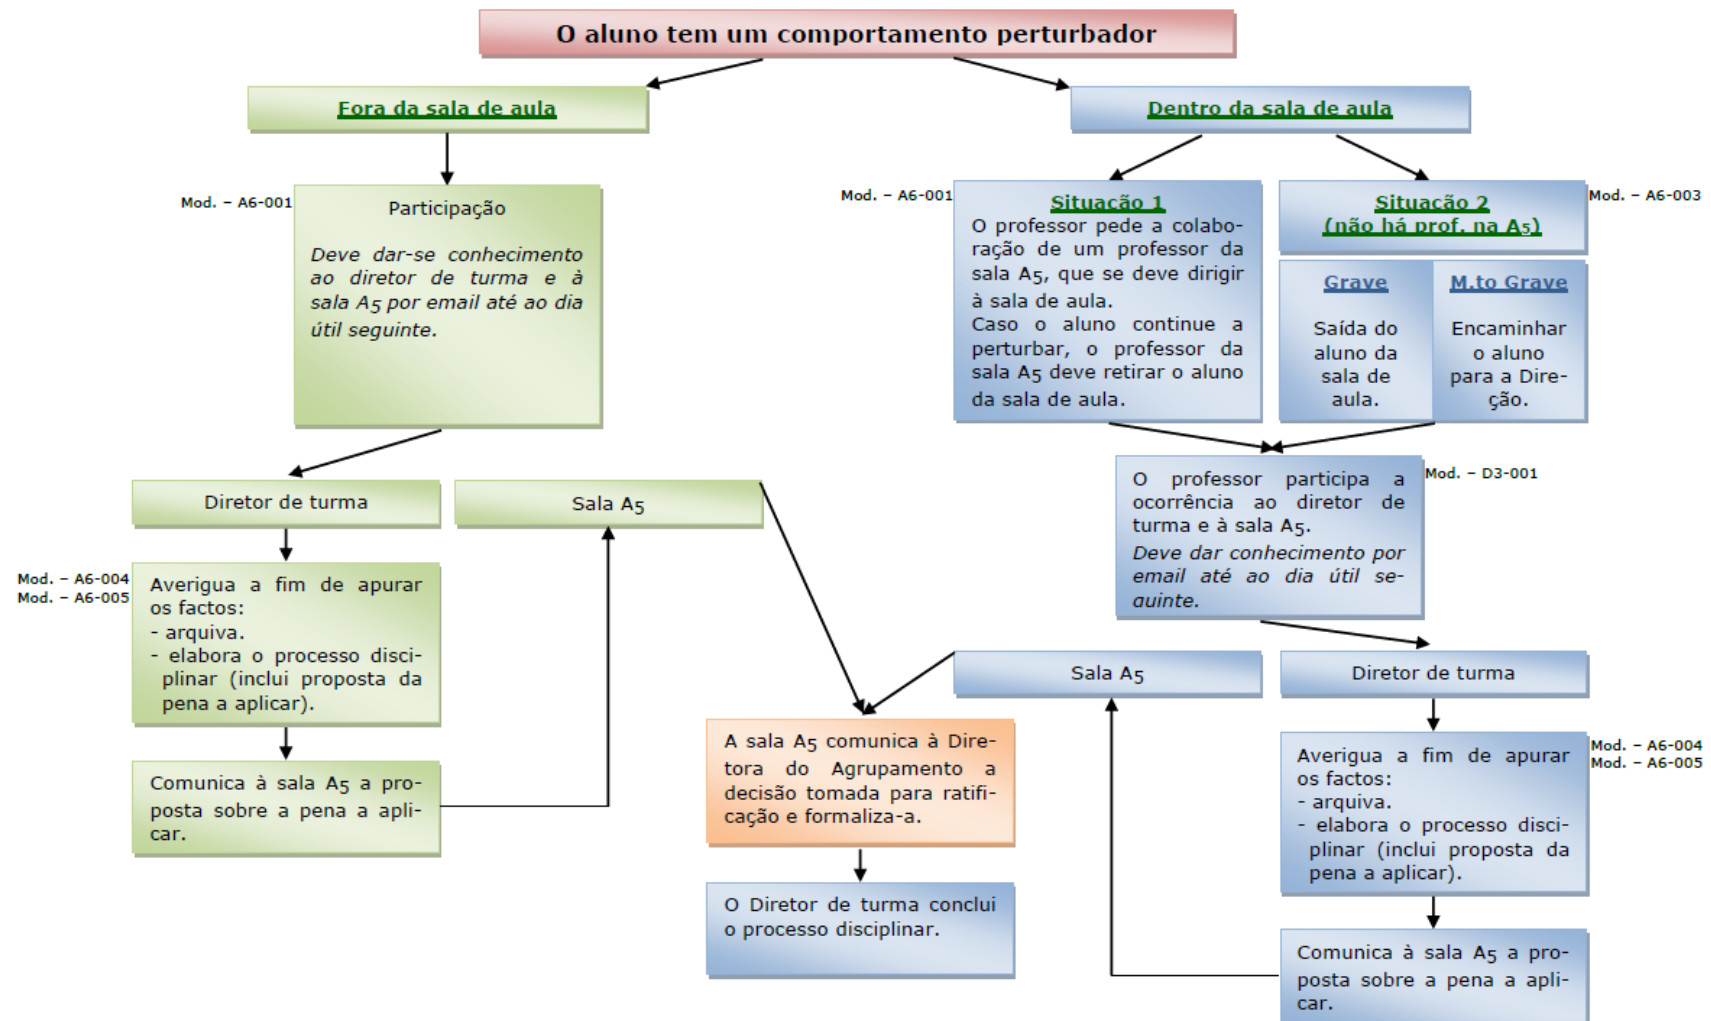 O aluno tem um comportamento perturbador
Fora da sala de aula
Dentro da sala de aula
Mod. – A6-001
Participação
Deve dar-se conhecimento
ao diretor de turma e à
sala A5 por email até ao dia
útil seguinte.
Mod. – A6-001
Situação 1
O professor pede a colabo-
ração de um professor da
sala A5, que se deve dirigir
à sala de aula.
Caso o aluno continue a
perturbar, o professor da
sala A5 deve retirar o aluno
da sala de aula.
Situação 2
(não há prof. na A5)
Mod. – A6-003
Grave
Saída do
aluno da
sala de
aula.
M.to Grave
Encaminhar
o aluno
para a Dire-
ção.
O professor participa a
ocorrência ao diretor de
turma e à sala A5.
Deve dar conhecimento por
email até ao dia útil se-
guinte.
Mod. – D3-001
Diretor de turma
Sala A5
Mod. – A6-004
Mod. – A6-005
Averigua a fim de apurar
os factos:
- arquiva.
- elabora o processo disci-
plinar (inclui proposta da
pena a aplicar).
Comunica à sala A5 a pro-
posta sobre a pena a apli-
car.
Sala A5
Diretor de turma
A sala A5 comunica à Dire-
tora do Agrupamento a
decisão tomada para ratifi-
cação e formaliza-a.
O Diretor de turma conclui
o processo disciplinar.
Averigua a fim de apurar
os factos:
- arquiva.
- elabora o processo disci-
plinar (inclui proposta da
pena a aplicar).
Mod. – A6-004
Mod. – A6-005
Comunica à sala A5 a pro-
posta sobre a pena a apli-
car.